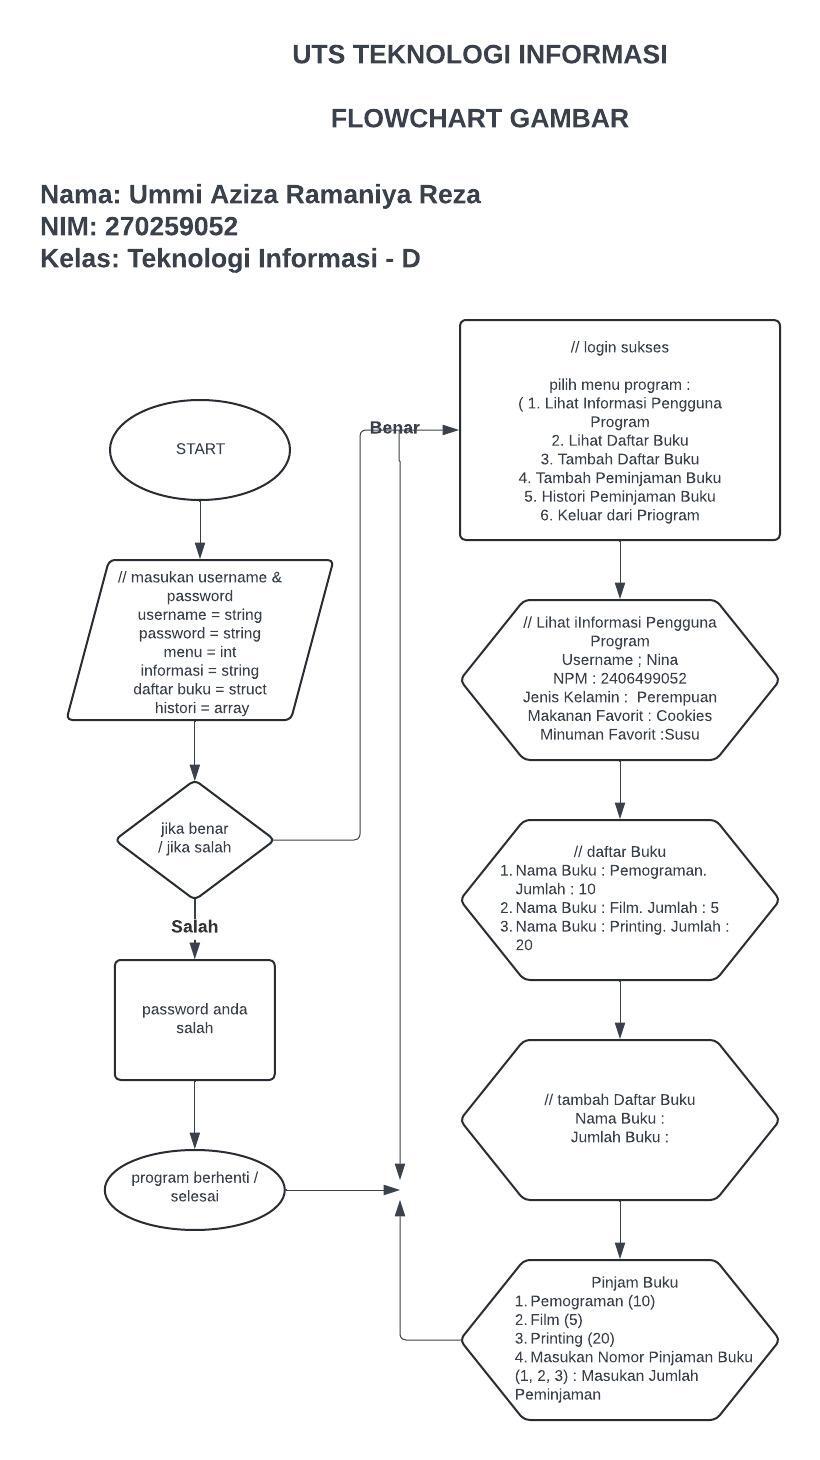 UTS TEKNOLOGI INFORMASI
FLOWCHART GAMBAR
Nama: Ummi Aziza Ramaniya Reza
NIM: 270259052
Kelas: Teknologi Informasi - D
START
// masukan username &
password
username = string
password = string
menu = int
informasi = string
daftar buku = struct
histori = array
jika benar
/ jika salah
Salah
password anda
salah
program berhenti /
selesai
Benar
// login sukses
pilih menu program :
( 1. Lihat Informasi Pengguna
Program
2. Lihat Daftar Buku
3. Tambah Daftar Buku
4. Tambah Peminjaman Buku
5. Histori Peminjaman Buku
6. Keluar dari Priogram
// Lihat iInformasi Pengguna
Program
Username ; Nina
NPM : 2406499052
Jenis Kelamin :  Perempuan
Makanan Favorit : Cookies
Minuman Favorit :Susu
// daftar Buku
1. Nama Buku : Pemograman.
Jumlah : 10
2. Nama Buku : Film. Jumlah : 5
3. Nama Buku : Printing. Jumlah :
20
// tambah Daftar Buku
Nama Buku :
Jumlah Buku :
Pinjam Buku
1. Pemograman (10)
2. Film (5)
3. Printing (20)
4. Masukan Nomor Pinjaman Buku
(1, 2, 3) : Masukan Jumlah
Peminjaman